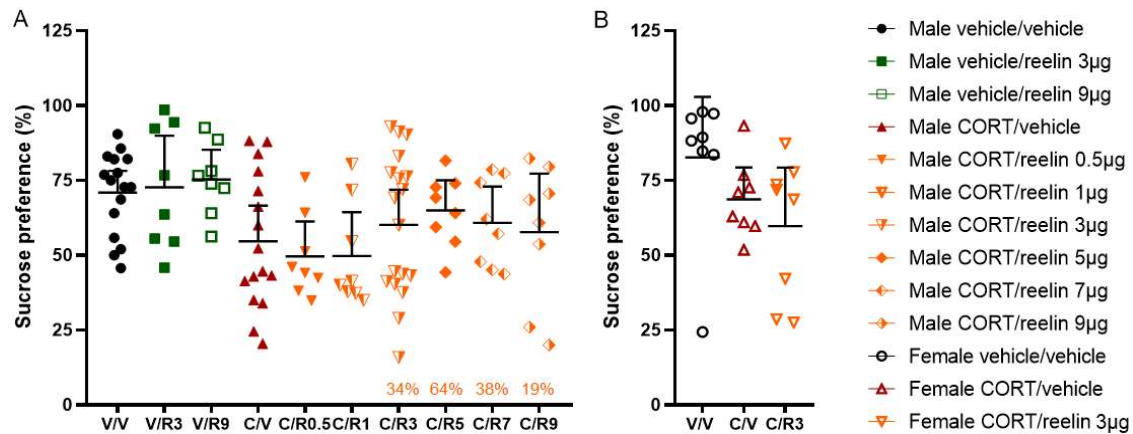 A
B
Sucrose preference (%)
125
100
75
50
25
0
34% 64% 38% 19%
V/V V/R3 V/R9 C/V C/R0.5 C/R1 C/R3 C/R5 C/R7 C/R9
Sucrose preference (%)
125
100
75
50
25
0
V/V C/V C/R3
Male vehicle/vehicle
Male vehicle/reelin 3µg
Male vehicle/reelin 9µg
Male CORT/vehicle
Male CORT/reelin 0.5µg
Male CORT/reelin 1µg
Male CORT/reelin 3µg
Male CORT/reelin 5µg
Male CORT/reelin 7µg
Male CORT/reelin 9µg
Female vehicle/vehicle
Female CORT/vehicle
Female CORT/reelin 3µg